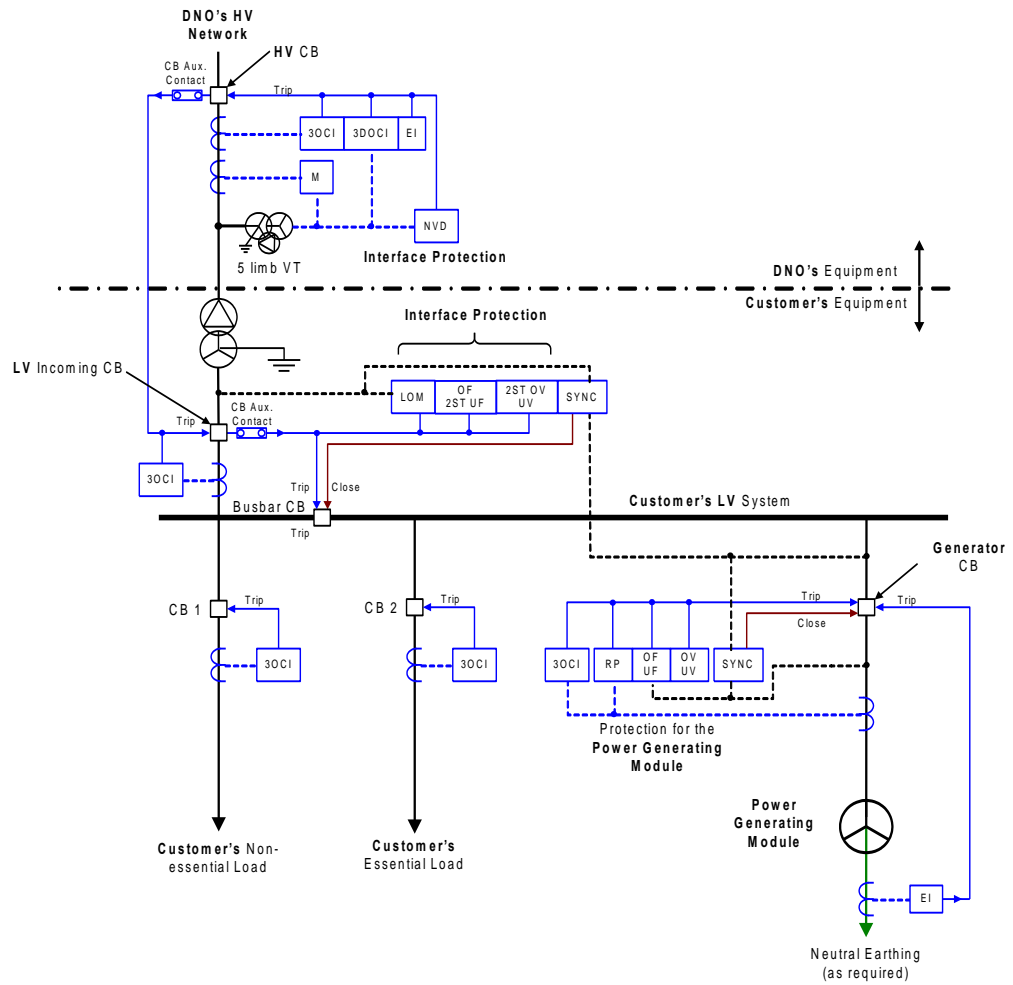 DNO's HV
Network
HV CB
CB Aux.
Contact
Trip
3OCI
3DOCI
EI
M
NVD
5 limb VT
Interface Protection
DNO's Equipment
Customer's Equipment
Interface Protection
LV Incoming CB
LOM
OF
2ST UF
2ST OV
UV
SYNC
CB Aux.
Contact
Trip
3OCI
Trip
Close
Busbar CB
Trip
Customer's LV System
Generator
CB
CB 1
Trip
3OCI
CB 2
Trip
3OCI
Trip
Close
Trip
3OCI
RP
OF
UF
OV
UV
SYNC
Protection for the
Power Generating
Module
Power
Generating
Module
Customer's Non-
essential Load
Customer's
Essential Load
EI
Neutral Earthing
(as required)